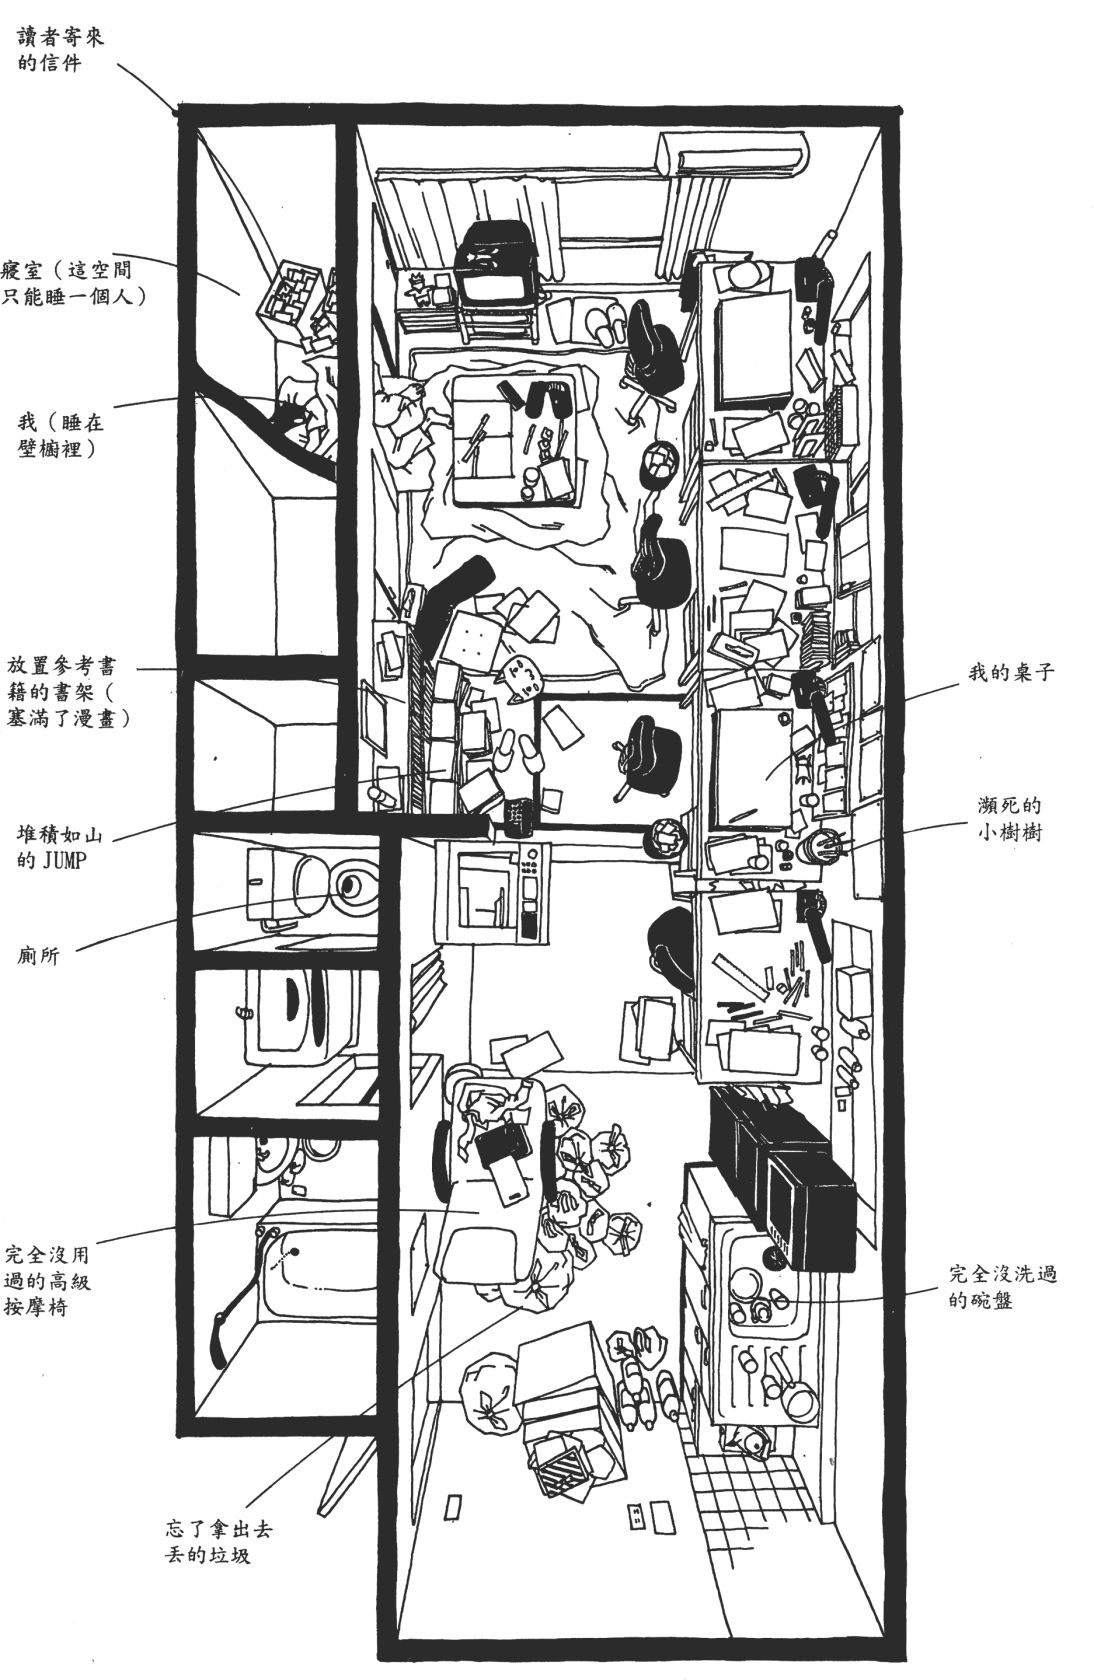 讀者寄來
的信件
寢室（這空間
只能睡一個人）
我（睡在
壁櫥裡）
放置參考書
籍的書架（
塞滿了漫畫）
堆積如山
的 JUMP
廁所
完全沒用
過的高級
按摩椅
忘了拿出去
丟的垃圾
我的桌子
瀕死的
小樹樹
完全沒洗過
的碗盤